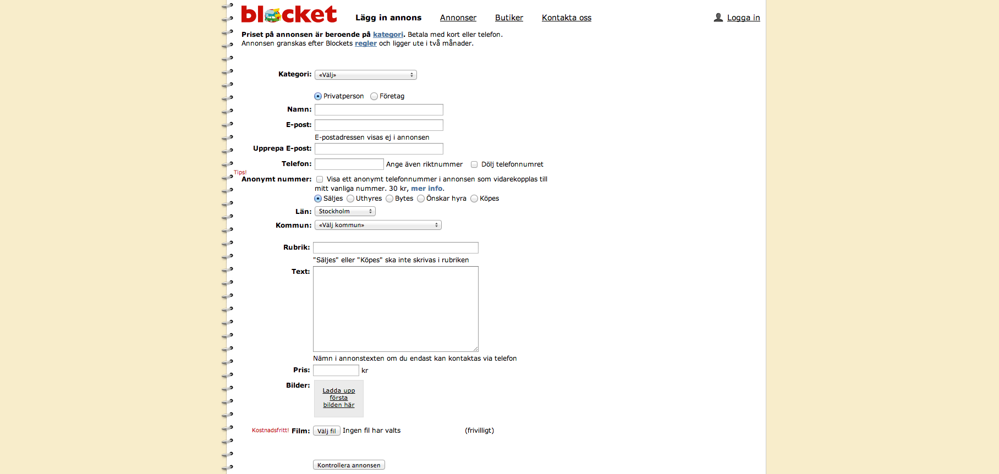 blocket
Lägg in annons Annonser Butiker Kontakta oss Logga in
Priset på annonsen är beroende på kategori. Betala med kort eller telefon.
Annonsen granskas efter Blockets regler och ligger ute i två månader.
Kategori: «Välj»
Privatperson Företag
Namn:
E-post:
E-postadressen visas ej i annonsen
Upprepa E-post:
Telefon: Ange även riktnummer Dölj telefonnumret
Tips!
Anonymt nummer: Visa ett anonymt telefonnummer i annonsen som vidarekopplas till
mitt vanliga nummer. 30 kr, mer info.
Säljes Uthyres Bytes Önskar hyra Köpes
Län: Stockholm
Kommun: «Välj kommun»
Rubrik:
"Säljes" eller "Köpes" ska inte skrivas i rubriken
Text:
Nämn i annonstexten om du endast kan kontaktas via telefon
Pris: kr
Bilder:
Ladda upp
första
bilden här
Kostnadsfritt! Film: Välj fil Ingen fil har valts (frivilligt)
Kontrollera annonsen